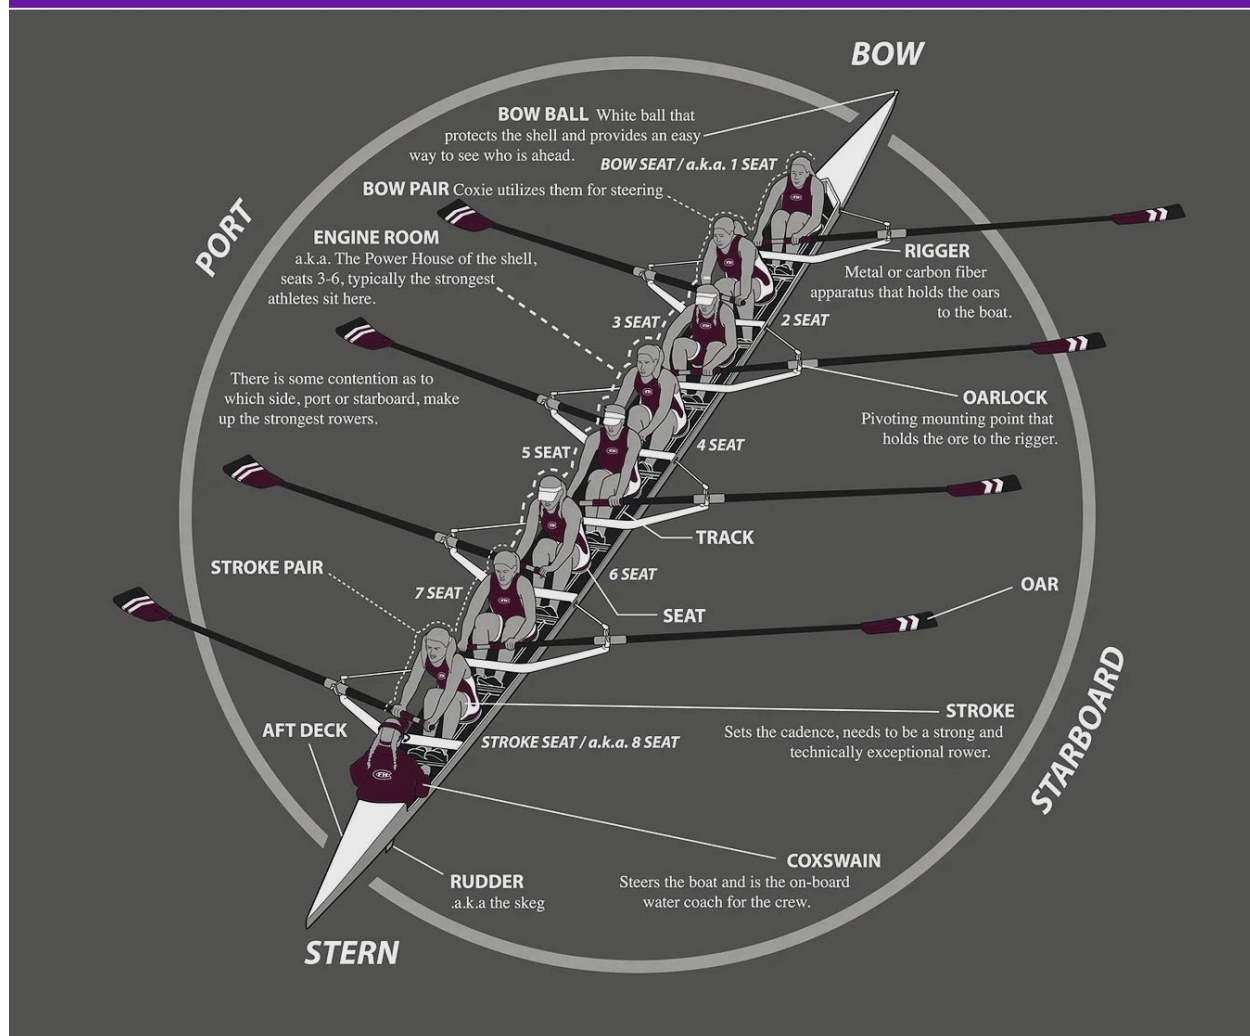 BOW
BOW BALL White ball that
protects the shell and provides an easy
way to see who is ahead.
BOW SEAT / a.k.a. 1 SEAT
BOW PAIR Coxie utilizes them for steering
PORT
ENGINE ROOM
a.k.a. The Power House of the shell,
seats 3-6, typically the strongest
athletes sit here.
RIGGER
Metal or carbon fiber
apparatus that holds the oars
to the boat.
3 SEAT
2 SEAT
There is some contention as to
which side, port or starboard, make
up the strongest rowers.
OARLOCK
Pivoting mounting point that
holds the ore to the rigger.
5 SEAT
4 SEAT
TRACK
STROKE PAIR
7 SEAT
6 SEAT
SEAT
OAR
STARBOARD
STROKE
Sets the cadence, needs to be a strong and
technically exceptional rower.
AFT DECK
STROKE SEAT / a.k.a. 8 SEAT
COXSWAIN
Steers the boat and is the on-board
water coach for the crew.
RUDDER
.a.k.a the skeg
STERN